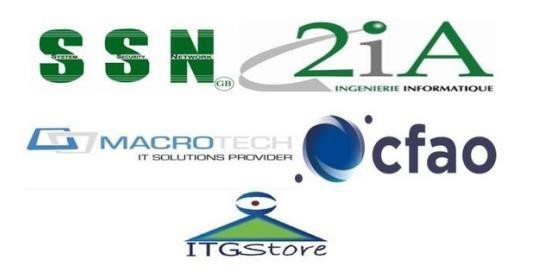 SSN
SYSTEM SECURITY NETWORK
GB
2iA
INGENIERIE INFORMATIQUE
MACROTECH
IT SOLUTIONS PROVIDER
cfao
ITGStore